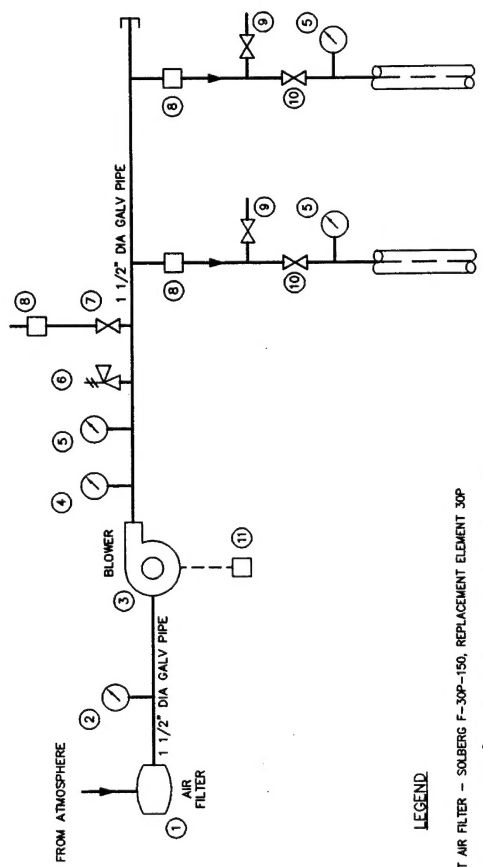 FROM ATMOSPHERE
1
AIR
FILTER
2
1 1/2" DIA GALV PIPE
3
BLOWER
11
4
5
6
7
8
1 1/2" DIA GALV PIPE
8
9
10
5
8
9
10
5
LEGEND
T AIR FILTER - SOLBERG F-30P-150, REPLACEMENT ELEMENT 30P